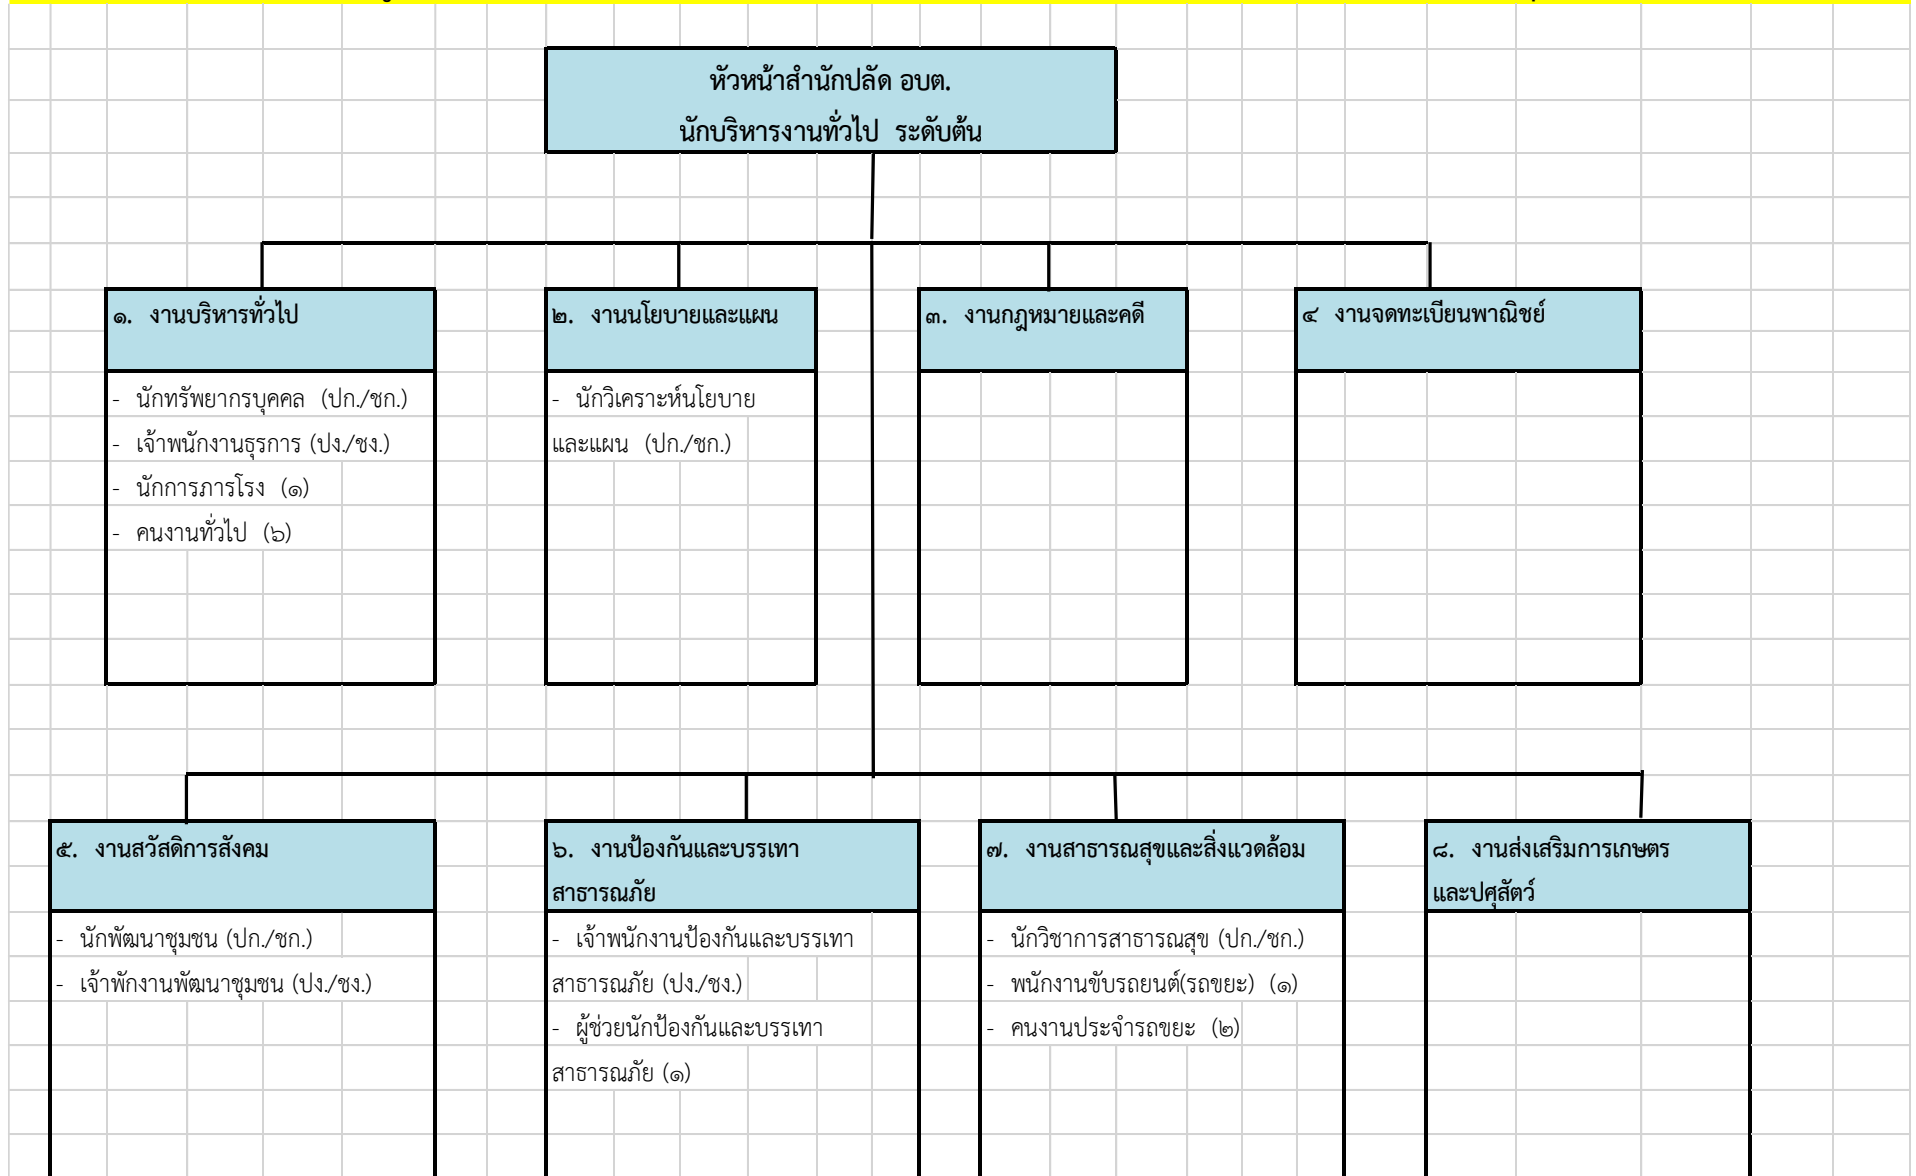 หัวหน้าสำนักปลัด อบต.
นักบริหารงานทั่วไป ระดับต้น
๑. งานบริหารทั่วไป
- นักทรัพยากรบุคคล (ปก./ชก.)
- เจ้าพนักงานธุรการ (ปง./ชง.)
- นักการภารโรง (๑)
- คนงานทั่วไป (๖)
๒. งานนโยบายและแผน
- นักวิเคราะห์นโยบาย
และแผน (ปก./ชก.)
๓. งานกฎหมายและคดี
๔ งานจดทะเบียนพาณิชย์
๕. งานสวัสดิการสังคม
- นักพัฒนาชุมชน (ปก./ชก.)
- เจ้าพักงานพัฒนาชุมชน (ปง./ชง.)
๖. งานป้องกันและบรรเทา
สาธารณภัย
- เจ้าพนักงานป้องกันและบรรเทา
สาธารณภัย (ปง./ชง.)
- ผู้ช่วยนักป้องกันและบรรเทา
สาธารณภัย (๑)
๗. งานสาธารณสุขและสิ่งแวดล้อม
- นักวิชาการสาธารณสุข (ปก./ชก.)
- พนักงานขับรถยนต์(รถขยะ) (๑)
- คนงานประจำรถขยะ (๒)
๘. งานส่งเสริมการเกษตร
และปศุสัตว์